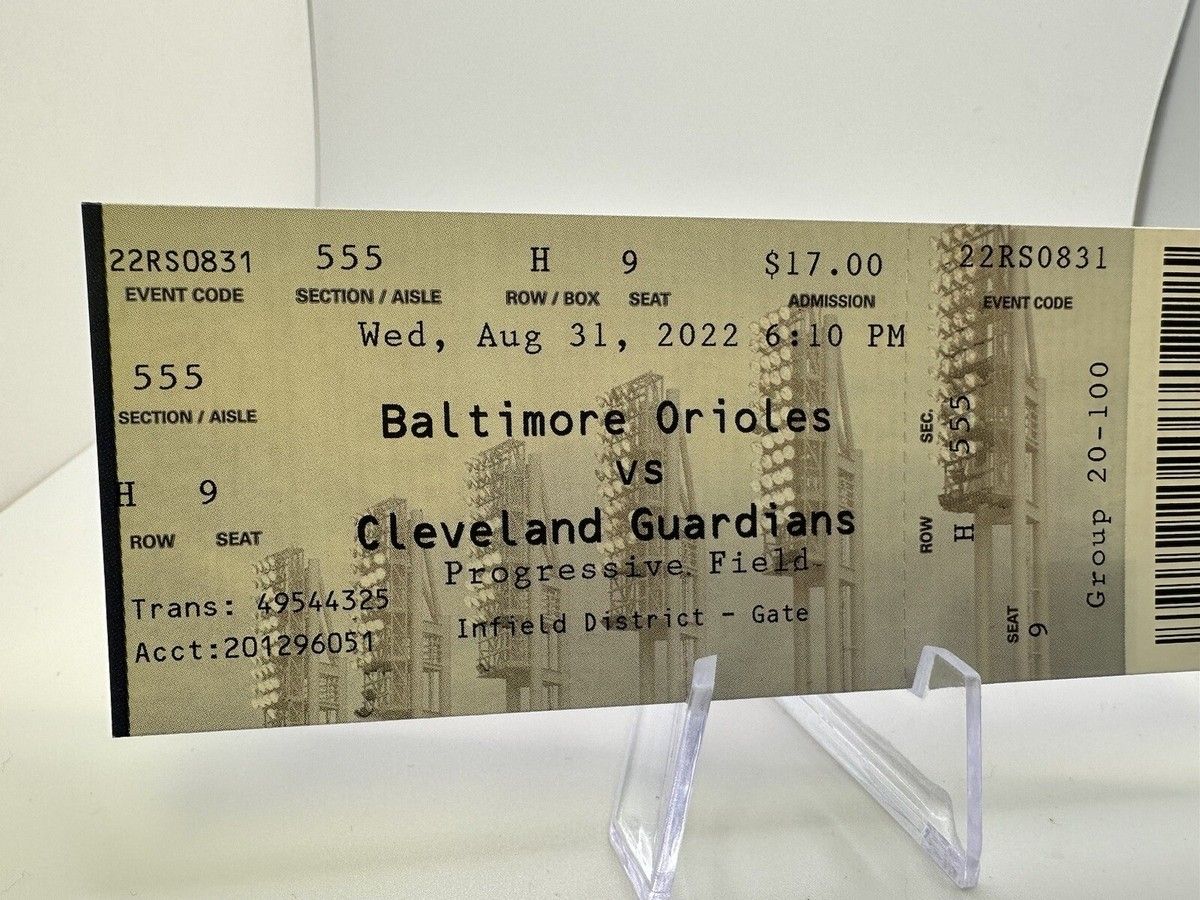 22RS0831 555 H 9 $17.00
EVENT CODE SECTION / AISLE ROW / BOX SEAT ADMISSION
Wed, Aug 31, 2022 6:10 PM
555
SECTION / AISLE
Baltimore Orioles
vs
Cleveland Guardians
H 9
ROW SEAT
Progressive Field
Infield District - Gate
Trans: 49544325
Acct:201296051
22RS0831
EVENT CODE
SEC. 555
ROW H
SEAT 9
Group 20-100